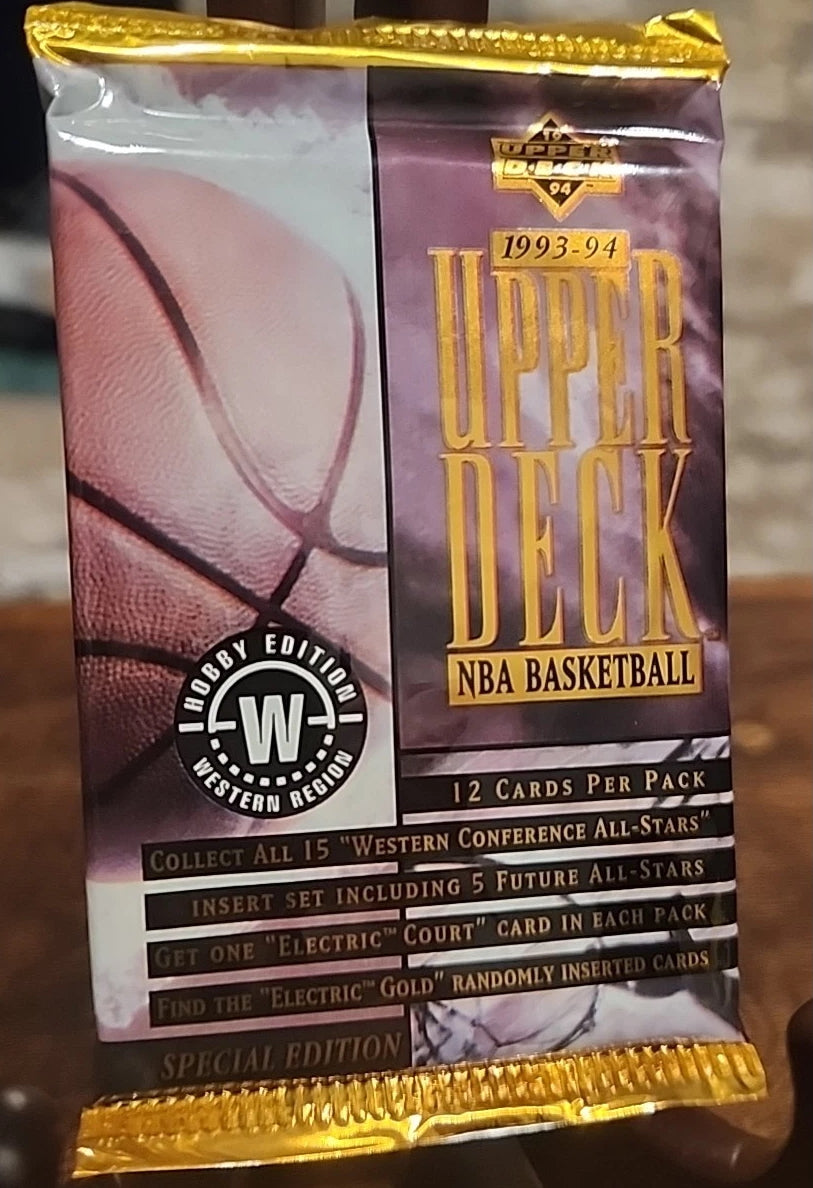 19
UPPER
DECK
94
1993-94
UPPER
DECK
NBA BASKETBALL
HOBBY EDITION
W
WESTERN REGION
12 CARDS PER PACK
COLLECT ALL 15 "WESTERN CONFERENCE ALL-STARS"
INSERT SET INCLUDING 5 FUTURE ALL-STARS
GET ONE "ELECTRIC™ COURT" CARD IN EACH PACK
FIND THE "ELECTRIC™ GOLD" RANDOMLY INSERTED CARDS
SPECIAL EDITION